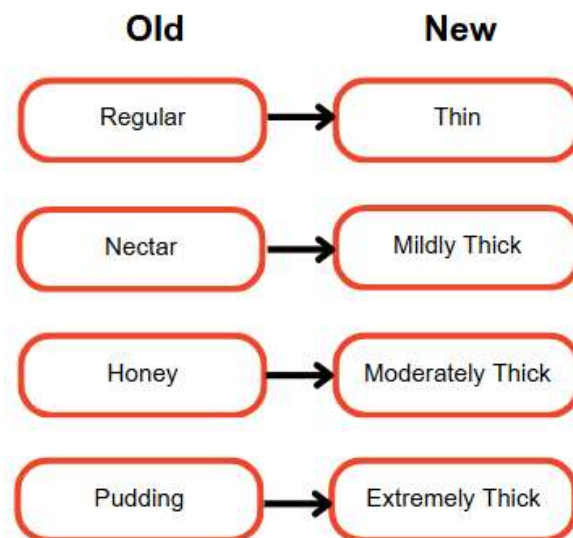 Old New
Regular Thin
Nectar Mildly Thick
Honey Moderately Thick
Pudding Extremely Thick